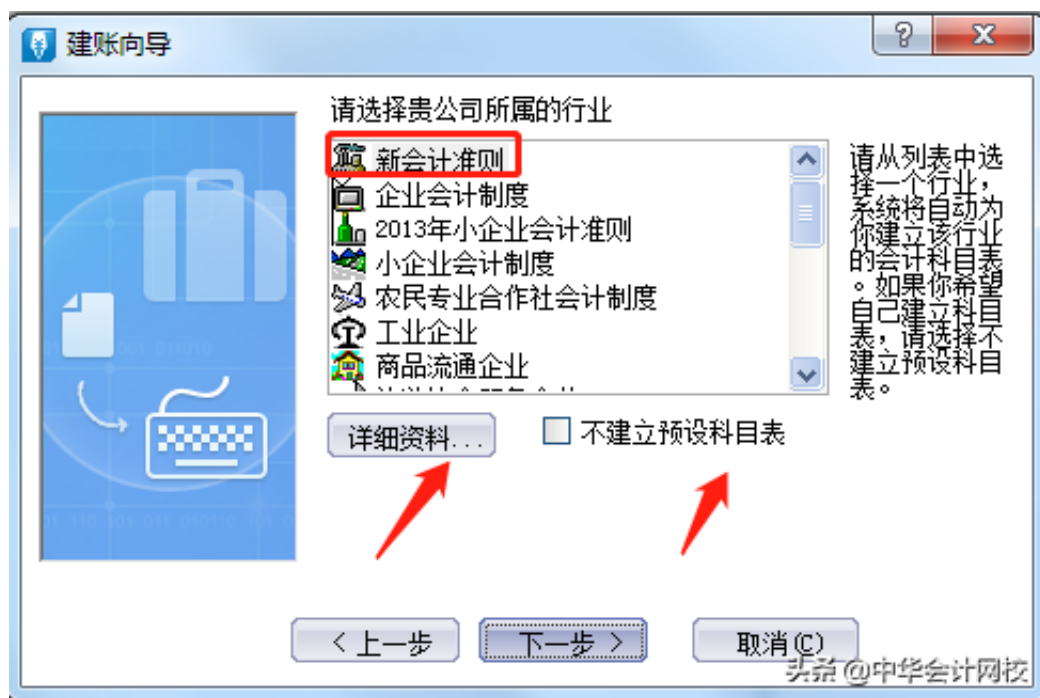 建账向导
请选择贵公司所属的行业
新会计准则
企业会计制度
2013年小企业会计准则
小企业会计制度
农民专业合作社会计制度
工业企业
商品流通企业
请从列表中选
择一个行业,
系统将自动为
你建立该行业
的会计科目表
。如果你希望
自己建立科目
表,请选择不
建立预设科目
表。
详细资料...
不建立预设科目表
< 上一步
下一步 >
取消(C)
头条 @中华会计网校